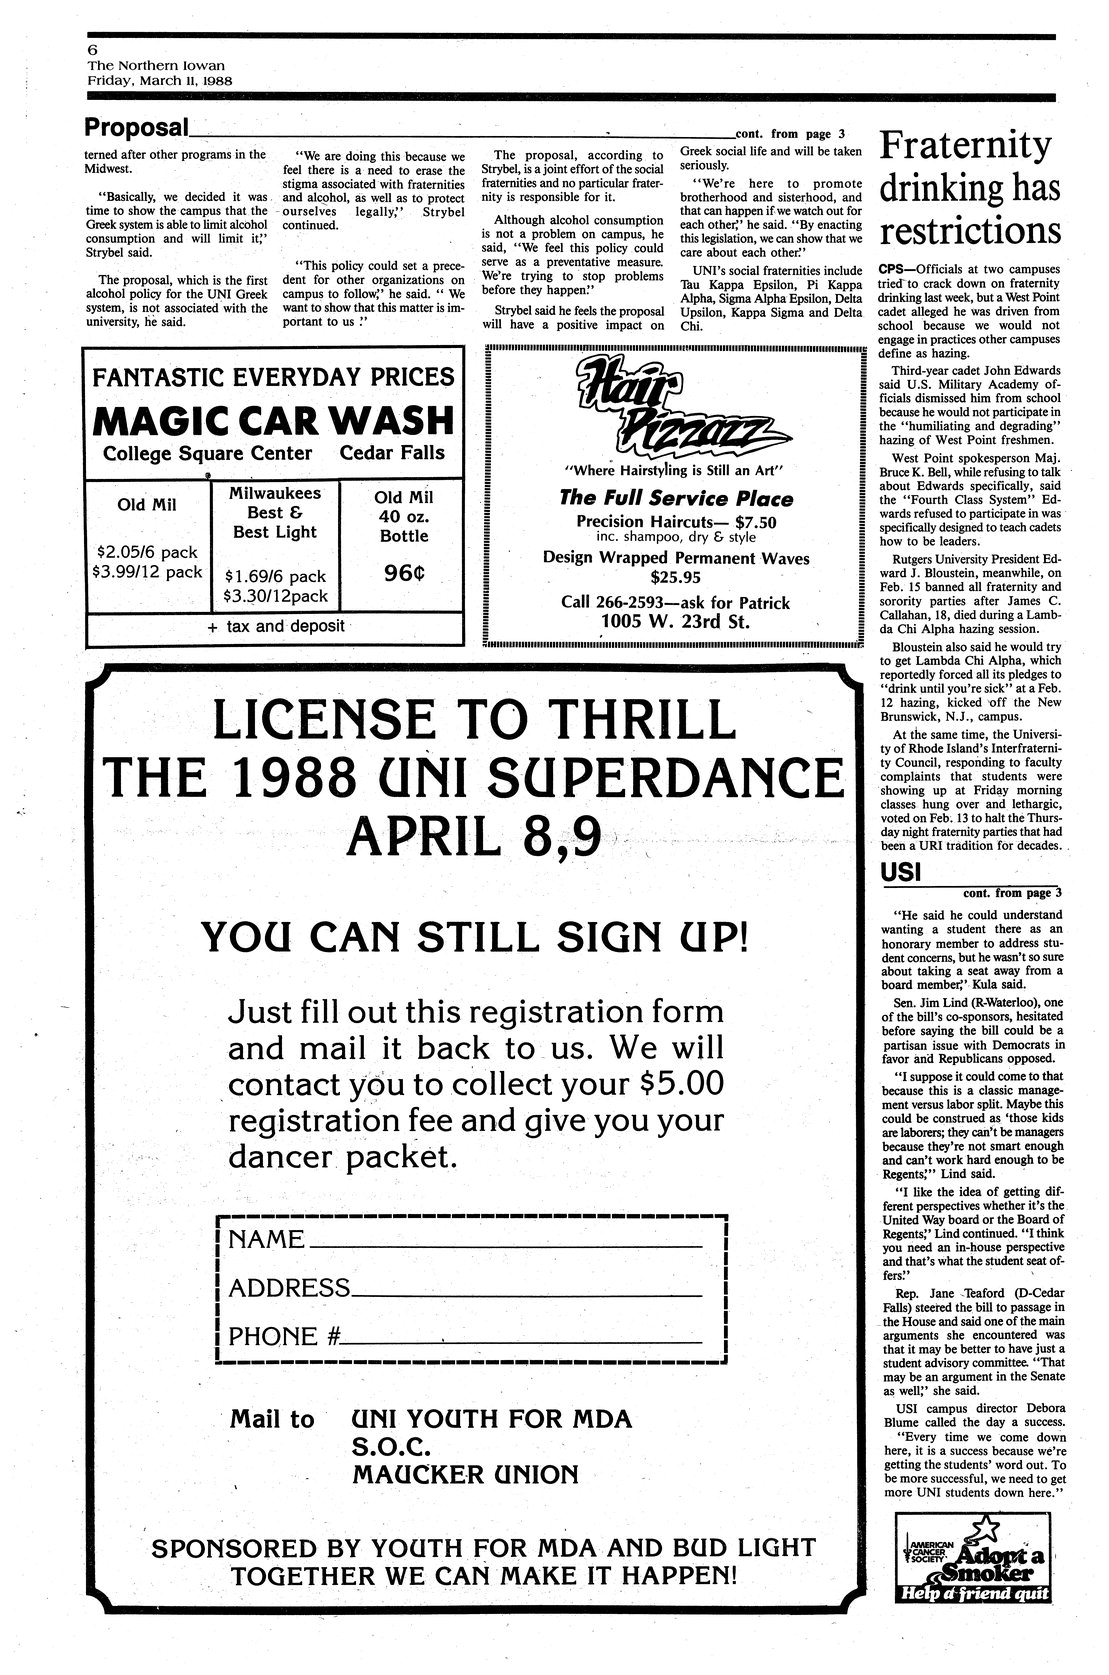 6
The Northern Iowan
Friday, March 11, 1988
Proposal
cont. from page 3
terned after other programs in the
Midwest.
"Basically, we decided it was
time to show the campus that the
Greek system is able to limit alcohol
consumption and will limit it,"
Strybel said.
The proposal, which is the first
alcohol policy for the UNI Greek
system, is not associated with the
university, he said.
"We are doing this because we
feel there is a need to erase the
stigma associated with fraternities
and alcohol, as well as to protect
ourselves legally," Strybel
continued.
"This policy could set a prece-
dent for other organizations on
campus to follow," he said. " We
want to show that this matter is im-
portant to us ."
The proposal, according to
Strybel, is a joint effort of the social
fraternities and no particular frater-
nity is responsible for it.
Although alcohol consumption
is not a problem on campus, he
said, "We feel this policy could
serve as a preventative measure.
We're trying to stop problems
before they happen."
Strybel said he feels the proposal
will have a positive impact on
Greek social life and will be taken
seriously.
"We're here to promote
brotherhood and sisterhood, and
that can happen if we watch out for
each other," he said. "By enacting
this legislation, we can show that we
care about each other."
UNI's social fraternities include
Tau Kappa Epsilon, Pi Kappa
Alpha, Sigma Alpha Epsilon, Delta
Upsilon, Kappa Sigma and Delta
Chi.
FANTASTIC EVERYDAY PRICES
MAGIC CAR WASH
College Square Center Cedar Falls
Old Mil
$2.05/6 pack
$3.99/12 pack
Milwaukees
Best &
Best Light
$1.69/6 pack
$3.30/12pack
Old Mil
40 oz.
Bottle
96¢
+ tax and deposit
Hair
Pizzazz
"Where Hairstyling is Still an Art"
The Full Service Place
Precision Haircuts— $7.50
inc. shampoo, dry & style
Design Wrapped Permanent Waves
$25.95
Call 266-2593—ask for Patrick
1005 W. 23rd St.
LICENSE TO THRILL
THE 1988 UNI SUPERDANCE
APRIL 8,9
YOU CAN STILL SIGN UP!
Just fill out this registration form
and mail it back to us. We will
contact you to collect your $5.00
registration fee and give you your
dancer packet.
NAME
ADDRESS
PHONE #
Mail to UNI YOUTH FOR MDA
S.O.C.
MAUCKER UNION
SPONSORED BY YOUTH FOR MDA AND BUD LIGHT
TOGETHER WE CAN MAKE IT HAPPEN!
Fraternity
drinking has
restrictions
CPS—Officials at two campuses
tried to crack down on fraternity
drinking last week, but a West Point
cadet alleged he was driven from
school because we would not
engage in practices other campuses
define as hazing.
Third-year cadet John Edwards
said U.S. Military Academy of-
ficials dismissed him from school
because he would not participate in
the "humiliating and degrading"
hazing of West Point freshmen.
West Point spokesperson Maj.
Bruce K. Bell, while refusing to talk
about Edwards specifically, said
the "Fourth Class System" Ed-
wards refused to participate in was
specifically designed to teach cadets
how to be leaders.
Rutgers University President Ed-
ward J. Bloustein, meanwhile, on
Feb. 15 banned all fraternity and
sorority parties after James C.
Callahan, 18, died during a Lamb-
da Chi Alpha hazing session.
Bloustein also said he would try
to get Lambda Chi Alpha, which
reportedly forced all its pledges to
"drink until you're sick" at a Feb.
12 hazing, kicked off the New
Brunswick, N.J., campus.
At the same time, the Universi-
ty of Rhode Island's Interfraterni-
ty Council, responding to faculty
complaints that students were
showing up at Friday morning
classes hung over and lethargic,
voted on Feb. 13 to halt the Thurs-
day night fraternity parties that had
been a URI tradition for decades.
USI
cont. from page 3
"He said he could understand
wanting a student there as an
honorary member to address stu-
dent concerns, but he wasn't so sure
about taking a seat away from a
board member," Kula said.
Sen. Jim Lind (R-Waterloo), one
of the bill's co-sponsors, hesitated
before saying the bill could be a
partisan issue with Democrats in
favor and Republicans opposed.
"I suppose it could come to that
because this is a classic manage-
ment versus labor split. Maybe this
could be construed as 'those kids
are laborers; they can't be managers
because they're not smart enough
and can't work hard enough to be
Regents,'" Lind said.
"I like the idea of getting dif-
ferent perspectives whether it's the
United Way board or the Board of
Regents," Lind continued. "I think
you need an in-house perspective
and that's what the student seat of-
fers."
Rep. Jane Teaford (D-Cedar
Falls) steered the bill to passage in
the House and said one of the main
arguments she encountered was
that it may be better to have just a
student advisory committee. "That
may be an argument in the Senate
as well," she said.
USI campus director Debora
Blume called the day a success.
"Every time we come down
here, it is a success because we're
getting the students' word out. To
be more successful, we need to get
more UNI students down here."
AMERICAN
CANCER
SOCIETY
Adopt a
Smoker
Help a friend quit